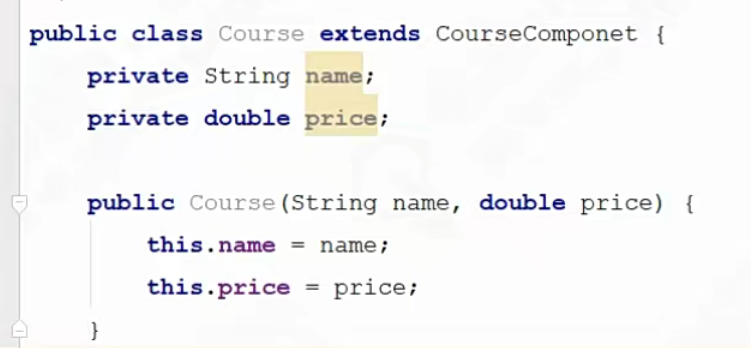 public class Course extends CourseComponet {
    private String name;
    private double price;
    public Course(String name, double price) {
        this.name = name;
        this.price = price;
    }